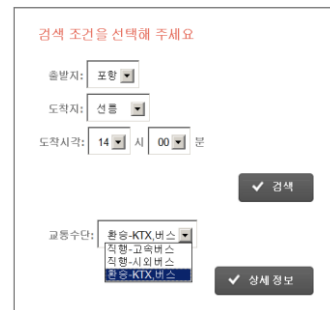 검색 조건을 선택해 주세요
출발지: 포항
도착지: 선릉
도착시각: 14 시 00 분
✔ 검색
교통수단: 환승-KTX,버스
직행-고속버스
직행-시외버스
환승-KTX,버스
✔ 상세정보